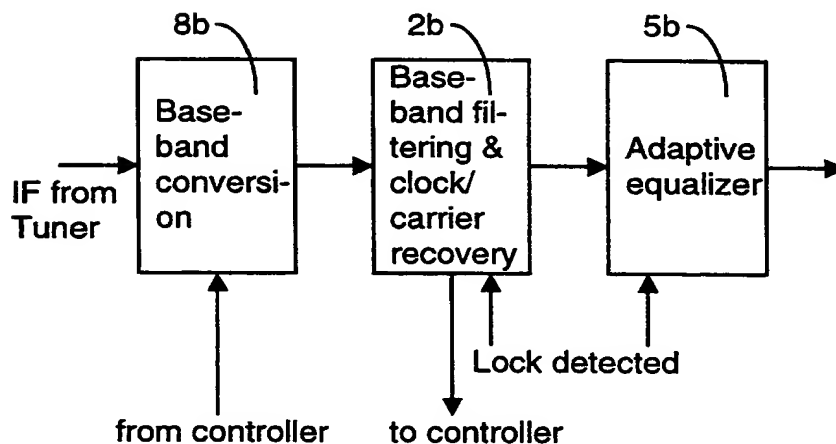 8b
2b
5b
Base-
band
conversi-
on
Base-
band fil-
tering &
clock/
carrier
recovery
Adaptive
equalizer
IF from
Tuner
Lock detected
from controller
to controller